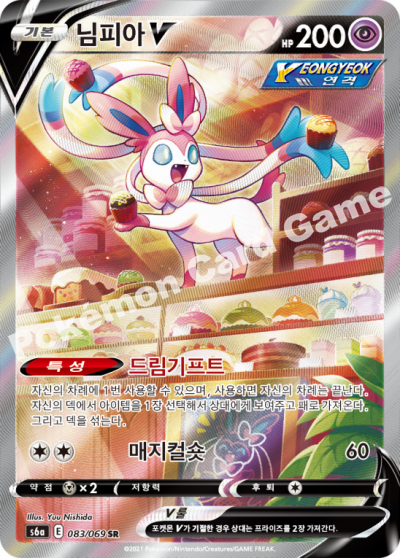 기본 님피아 V HP 200
VEONGYEOK
연격
Pokémon Card Game
특성 드림기프트
자신의 차례에 1번 사용할 수 있으며, 사용하면 자신의 차례는 끝난다.
자신의 덱에서 아이템을 1장 선택해서 상대에게 보여주고 패로 가져온다.
그리고 덱을 섞는다.
매지컬숏 60
약점 ×2 저항력 후퇴
Illus. Yuu Nishida
s6a E 083/069 SR
V룰
포켓몬 V가 기절한 경우 상대는 프라이즈를 2장 가져간다.
©2021 Pokémon/Nintendo/Creatures/GAME FREAK.